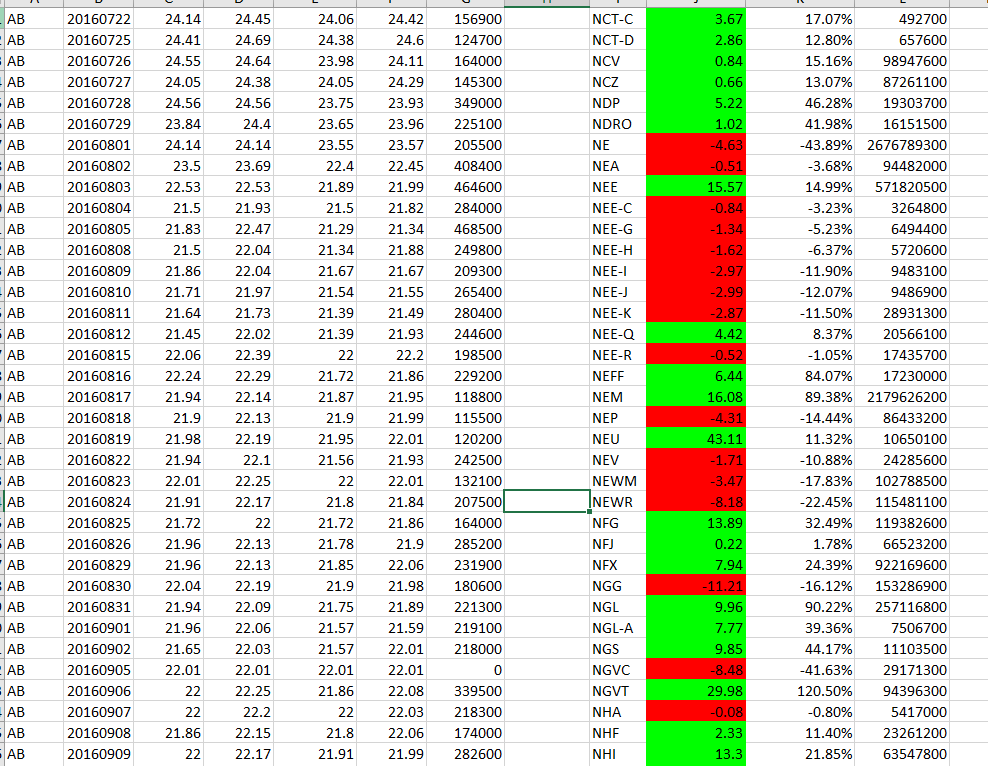 AB 20160722 24.14 24.45 24.06 24.42 156900 NCT-C 3.67 17.07% 492700
AB 20160725 24.41 24.69 24.38 24.6 124700 NCT-D 2.86 12.80% 657600
AB 20160726 24.55 24.64 23.98 24.11 164000 NCV 0.84 15.16% 98947600
AB 20160727 24.05 24.38 24.05 24.29 145300 NCZ 0.66 13.07% 87261100
AB 20160728 24.56 24.56 23.75 23.93 349000 NDP 5.22 46.28% 19303700
AB 20160729 23.84 24.4 23.65 23.96 225100 NDRO 1.02 41.98% 16151500
AB 20160801 24.14 24.14 23.55 23.57 205500 NE -4.63 -43.89% 2676789300
AB 20160802 23.5 23.69 22.4 22.45 408400 NEA -0.51 -3.68% 94482000
AB 20160803 22.53 22.53 21.89 21.99 464600 NEE 15.57 14.99% 571820500
AB 20160804 21.5 21.93 21.5 21.82 284000 NEE-C -0.84 -3.23% 3264800
AB 20160805 21.83 22.47 21.29 21.34 468500 NEE-G -1.34 -5.23% 6494400
AB 20160808 21.5 22.04 21.34 21.88 249800 NEE-H -1.62 -6.37% 5720600
AB 20160809 21.86 22.04 21.67 21.67 209300 NEE-I -2.97 -11.90% 9483100
AB 20160810 21.71 21.97 21.54 21.55 265400 NEE-J -2.99 -12.07% 9486900
AB 20160811 21.64 21.73 21.39 21.49 280400 NEE-K -2.87 -11.50% 28931300
AB 20160812 21.45 22.02 21.39 21.93 244600 NEE-Q 4.42 8.37% 20566100
AB 20160815 22.06 22.39 22 22.2 198500 NEE-R -0.52 -1.05% 17435700
AB 20160816 22.24 22.29 21.72 21.86 229200 NEFF 6.44 84.07% 17230000
AB 20160817 21.94 22.14 21.87 21.95 118800 NEM 16.08 89.38% 2179626200
AB 20160818 21.9 22.13 21.9 21.99 115500 NEP -4.31 -14.44% 86433200
AB 20160819 21.98 22.19 21.95 22.01 120200 NEU 43.11 11.32% 10650100
AB 20160822 21.94 22.1 21.56 21.93 242500 NEV -1.71 -10.88% 24285600
AB 20160823 22.01 22.25 22 22.01 132100 NEWM -3.47 -17.83% 102788500
AB 20160824 21.91 22.17 21.8 21.84 207500 NEWR -8.18 -22.45% 115481100
AB 20160825 21.72 22 21.72 21.86 164000 NFG 13.89 32.49% 119382600
AB 20160826 21.96 22.13 21.78 21.9 285200 NFJ 0.22 1.78% 66523200
AB 20160829 21.96 22.13 21.85 22.06 231900 NFX 7.94 24.39% 922169600
AB 20160830 22.04 22.19 21.9 21.98 180600 NGG -11.21 -16.12% 153286900
AB 20160831 21.94 22.09 21.75 21.89 221300 NGL 9.96 90.22% 257116800
AB 20160901 21.96 22.06 21.57 21.59 219100 NGL-A 7.77 39.36% 7506700
AB 20160902 21.65 22.03 21.57 22.01 218000 NGS 9.85 44.17% 11103500
AB 20160905 22.01 22.01 22.01 22.01 0 NGVC -8.48 -41.63% 29171300
AB 20160906 22 22.25 21.86 22.08 339500 NGVT 29.98 120.50% 94396300
AB 20160907 22 22.2 22 22.03 218300 NHA -0.08 -0.80% 5417000
AB 20160908 21.86 22.15 21.8 22.06 174000 NHF 2.33 11.40% 23261200
AB 20160909 22 22.17 21.91 21.99 282600 NHI 13.3 21.85% 63547800